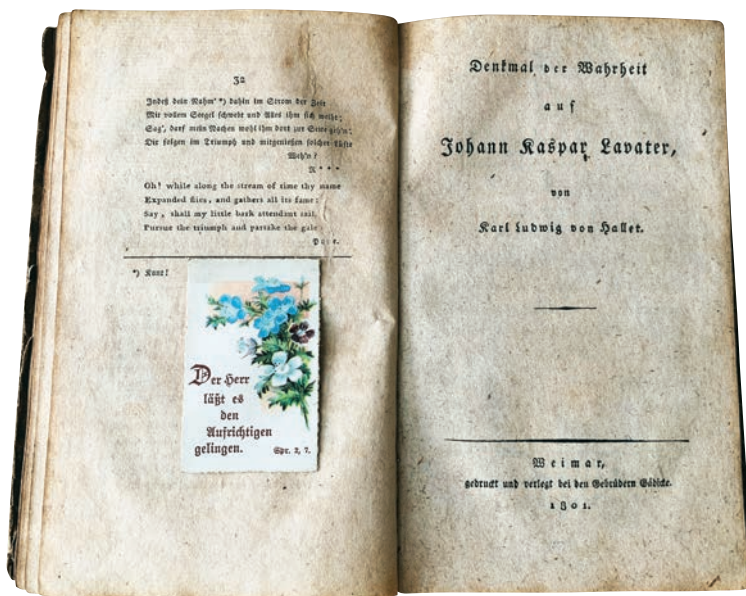 32
Indeß dein Nahm' *) dahin im Strom der Zeit
Mit vollem Seegel schwebt und Alles ihm sich weiht;
Sag', darf mein Nachen wohl ihm dort zur Seite geh'n;
Dir folgen im Triumph und mitgenießen solcher Lüfte
Weh'n?
R***
Oh! while along the stream of time thy name
Expanded flies, and gathers all its fame:
Say, shall my little bark attendant sail,
Pursue the triumph and partake the gale
Pope.
*) Kant!
Der Herr
läßt es
den
Aufrichtigen
gelingen. Spr. 2, 7.
Denkmal der Wahrheit
auf
Johann Kaspar Lavater,
von
Karl Ludwig von Haller.
Weimar,
gedruckt und verlegt bei den Gebrüdern Gädicke.
1801.